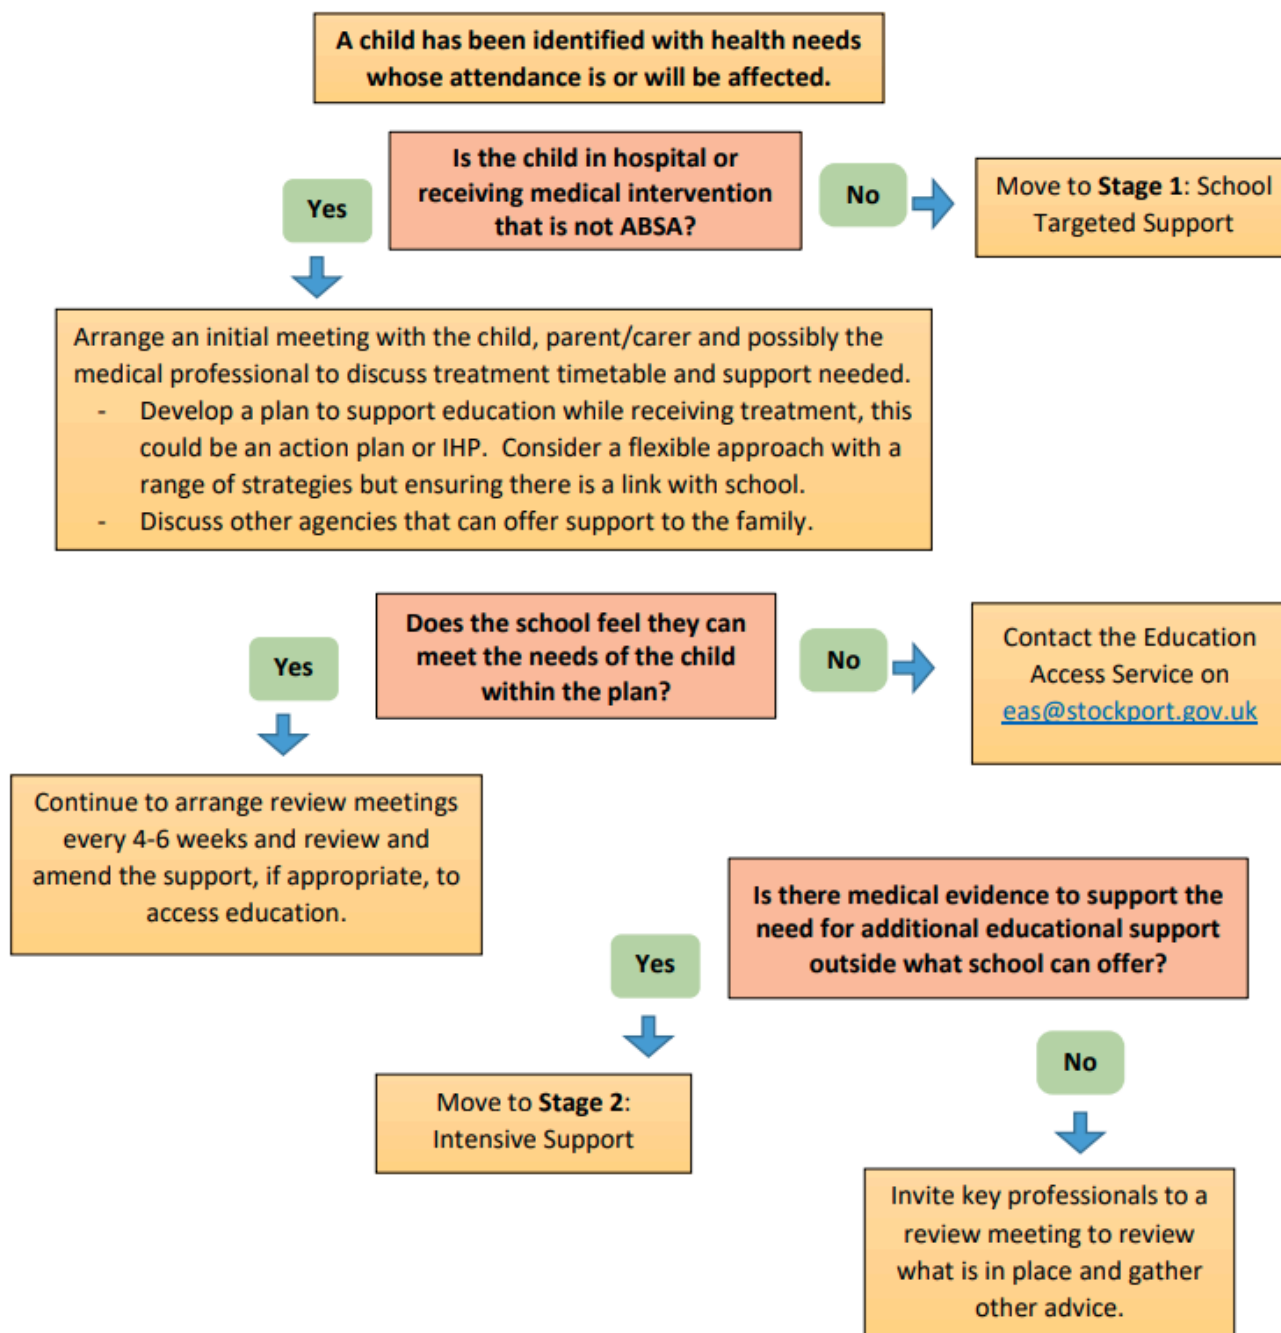 A child has been identified with health needs
whose attendance is or will be affected.
Is the child in hospital or
receiving medical intervention
that is not ABSA?
Yes
No
Move to Stage 1: School
Targeted Support
Arrange an initial meeting with the child, parent/carer and possibly the
medical professional to discuss treatment timetable and support needed.
- Develop a plan to support education while receiving treatment, this
could be an action plan or IHP. Consider a flexible approach with a
range of strategies but ensuring there is a link with school.
- Discuss other agencies that can offer support to the family.
Does the school feel they can
meet the needs of the child
within the plan?
Yes
No
Contact the Education
Access Service on
eas@stockport.gov.uk
Continue to arrange review meetings
every 4-6 weeks and review and
amend the support, if appropriate, to
access education.
Is there medical evidence to support the
need for additional educational support
outside what school can offer?
Yes
No
Move to Stage 2:
Intensive Support
Invite key professionals to a
review meeting to review
what is in place and gather
other advice.